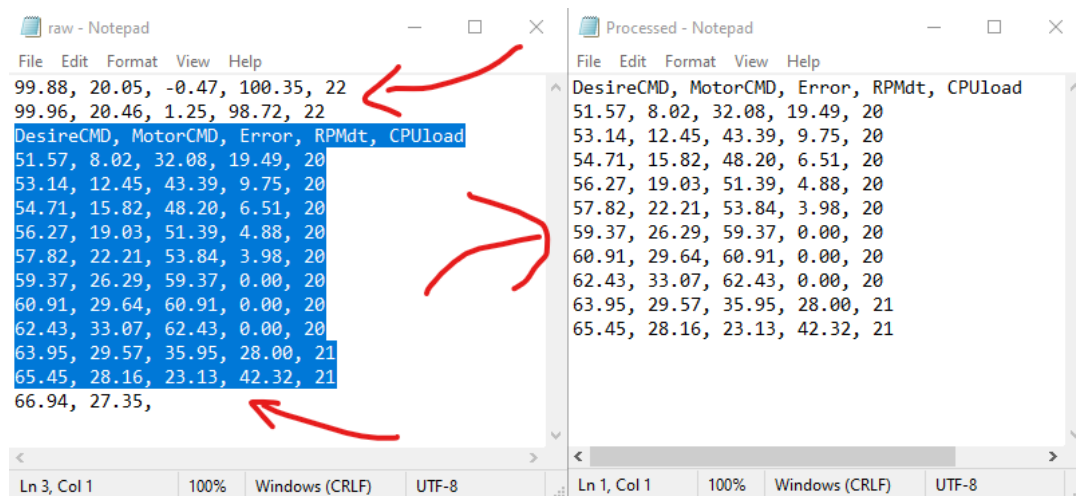 raw - Notepad
File Edit Format View Help
99.88, 20.05, -0.47, 100.35, 22
99.96, 20.46, 1.25, 98.72, 22
DesireCMD, MotorCMD, Error, RPMdt, CPUload
51.57, 8.02, 32.08, 19.49, 20
53.14, 12.45, 43.39, 9.75, 20
54.71, 15.82, 48.20, 6.51, 20
56.27, 19.03, 51.39, 4.88, 20
57.82, 22.21, 53.84, 3.98, 20
59.37, 26.29, 59.37, 0.00, 20
60.91, 29.64, 60.91, 0.00, 20
62.43, 33.07, 62.43, 0.00, 20
63.95, 29.57, 35.95, 28.00, 21
65.45, 28.16, 23.13, 42.32, 21
66.94, 27.35,
Ln 3, Col 1 100% Windows (CRLF) UTF-8
Processed - Notepad
File Edit Format View Help
DesireCMD, MotorCMD, Error, RPMdt, CPUload
51.57, 8.02, 32.08, 19.49, 20
53.14, 12.45, 43.39, 9.75, 20
54.71, 15.82, 48.20, 6.51, 20
56.27, 19.03, 51.39, 4.88, 20
57.82, 22.21, 53.84, 3.98, 20
59.37, 26.29, 59.37, 0.00, 20
60.91, 29.64, 60.91, 0.00, 20
62.43, 33.07, 62.43, 0.00, 20
63.95, 29.57, 35.95, 28.00, 21
65.45, 28.16, 23.13, 42.32, 21
Ln 1, Col 1 100% Windows (CRLF) UTF-8